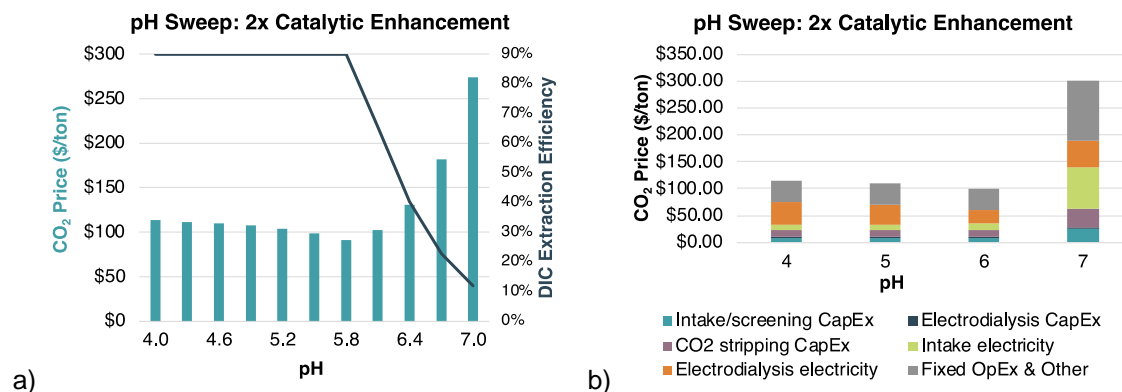 pH Sweep: 2x Catalytic Enhancement
CO2 Price ($/ton)
$300
$250
$200
$150
$100
$50
$0
90%
80%
70%
60%
50%
40%
30%
20%
10%
0%
DIC Extraction Efficiency
4.0 4.6 5.2 5.8 6.4 7.0
pH
a)
pH Sweep: 2x Catalytic Enhancement
CO2 Price ($/ton)
$350.00
$300.00
$250.00
$200.00
$150.00
$100.00
$50.00
$0.00
4 5 6 7
pH
Intake/screening CapEx
Electrodialysis CapEx
CO2 stripping CapEx
Intake electricity
Electrodialysis electricity
Fixed OpEx & Other
b)